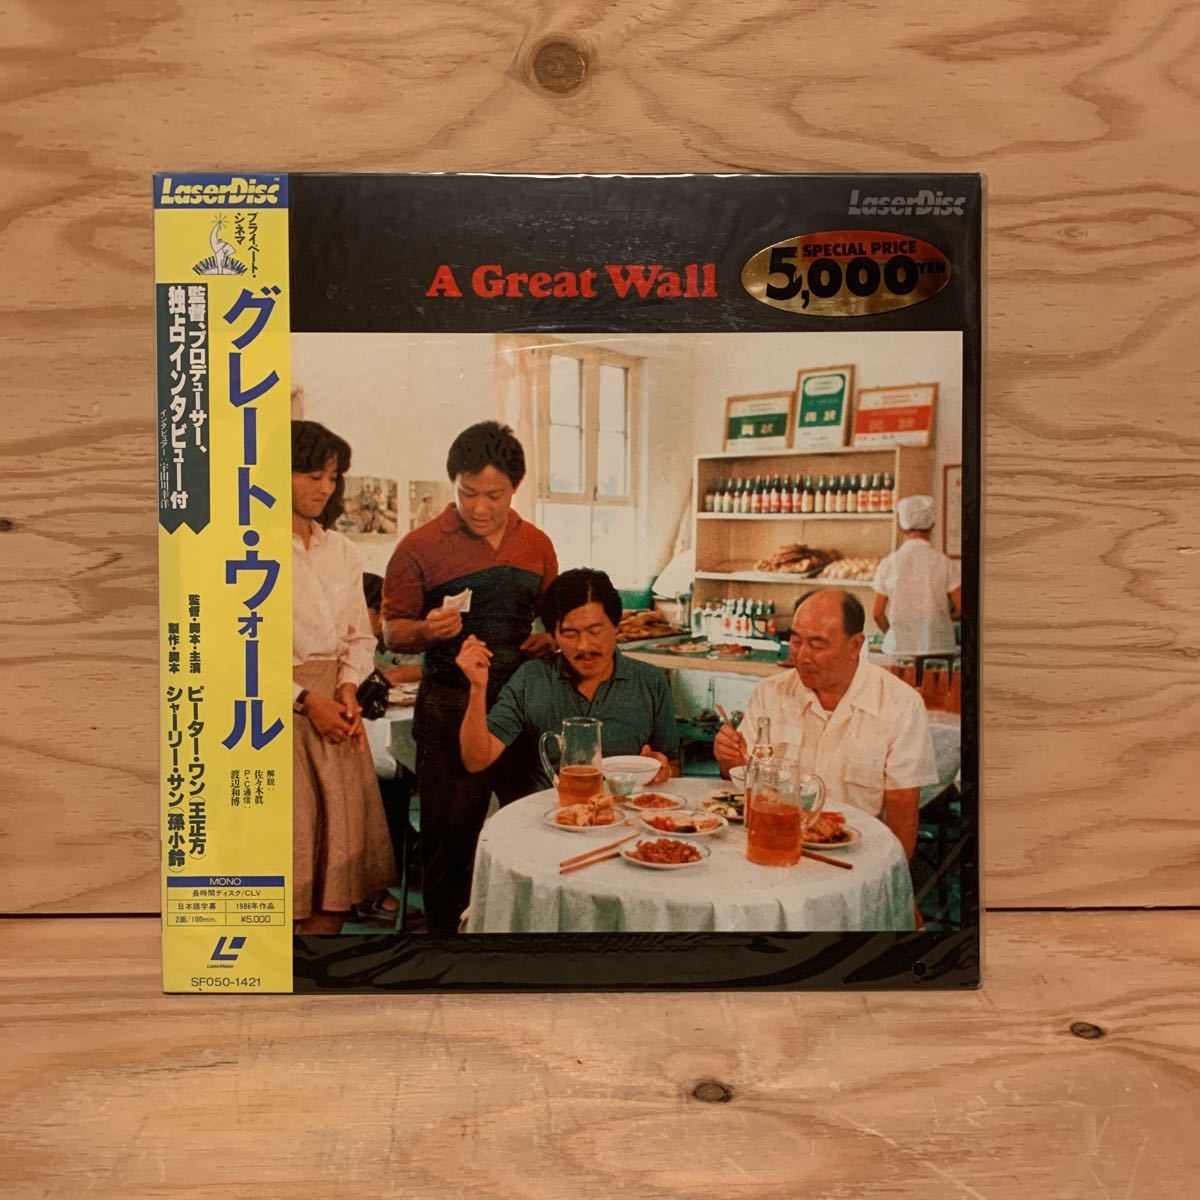 LaserDisc™
プライベート・
シネマ
監督、プロデューサー、
独占インタビュー付
インタビュアー：宇田川幸洋
グレート・ウォール
監督・脚本・主演 ピーター・ワン（王正方）
製作・脚本 シャーリー・サン（孫小鈴）
解説：
佐々木眞
P・C通信：
渡辺和博
MONO
長時間ディスク/CLV
日本語字幕 1986年作品
2面/100min. ¥5,000
LaserVision
SF050-1421
LaserDisc
A Great Wall
SPECIAL PRICE
5,000YEN